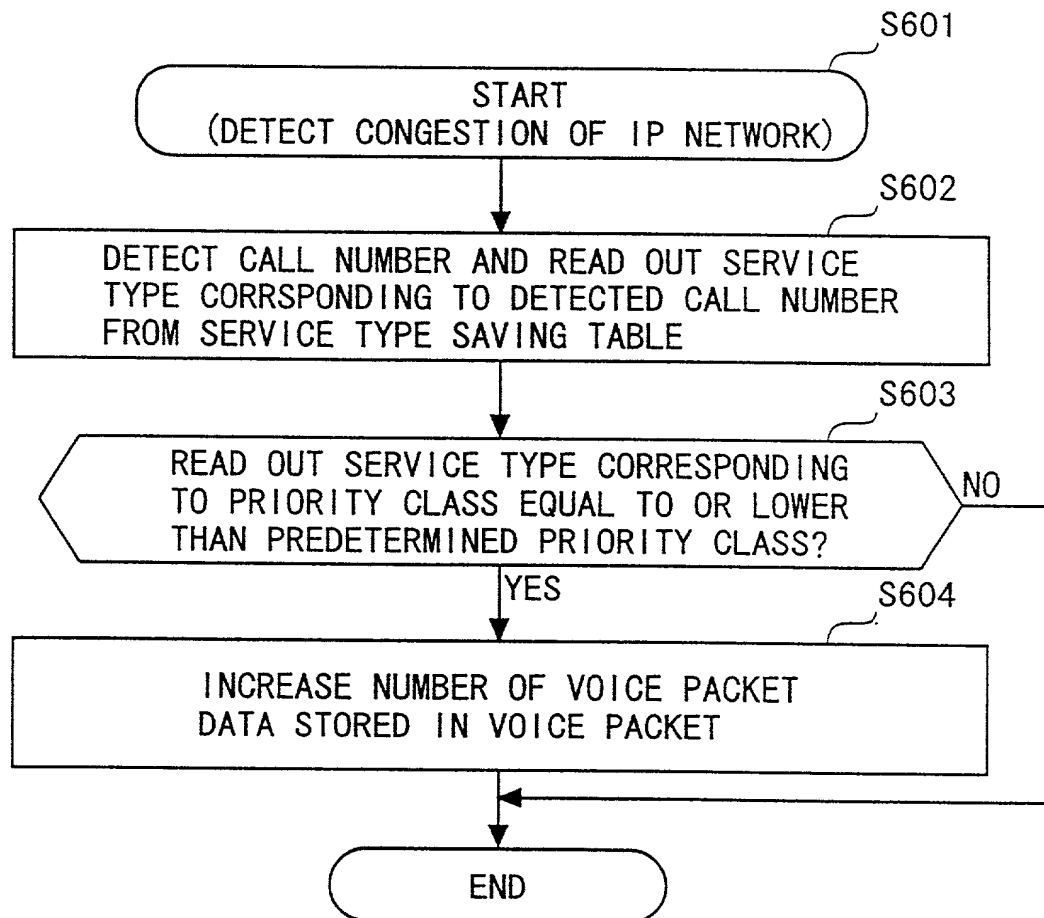 S601
START
(DETECT CONGESTION OF IP NETWORK)
S602
DETECT CALL NUMBER AND READ OUT SERVICE
TYPE CORRSPONDING TO DETECTED CALL NUMBER
FROM SERVICE TYPE SAVING TABLE
S603
READ OUT SERVICE TYPE CORRESPONDING
TO PRIORITY CLASS EQUAL TO OR LOWER
THAN PREDETERMINED PRIORITY CLASS?
NO
YES
S604
INCREASE NUMBER OF VOICE PACKET
DATA STORED IN VOICE PACKET
END